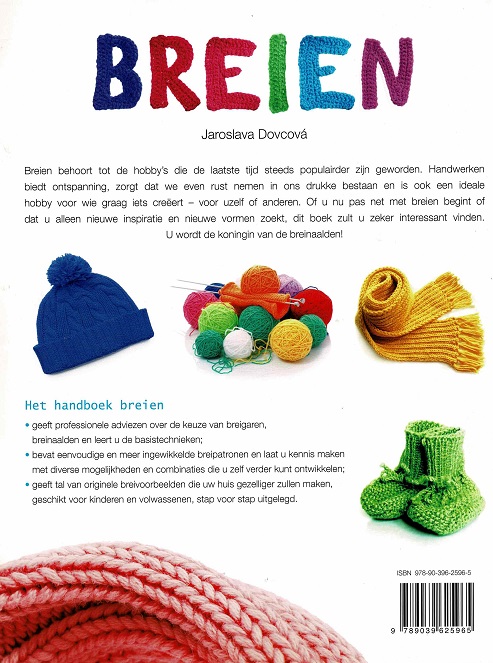 BREIEN
Jaroslava Dovcová
Breien behoort tot de hobby's die de laatste tijd steeds populairder zijn geworden. Handwerken
biedt ontspanning, zorgt dat we even rust nemen in ons drukke bestaan en is ook een ideale
hobby voor wie graag iets creëert – voor uzelf of anderen. Of u nu pas net met breien begint of
dat u alleen nieuwe inspiratie en nieuwe vormen zoekt, dit boek zult u zeker interessant vinden.
U wordt de koningin van de breinaalden!
Het handboek breien
• geeft professionele adviezen over de keuze van breigaren,
breinaalden en leert u de basistechnieken;
• bevat eenvoudige en meer ingewikkelde breipatronen en laat u kennis maken
met diverse mogelijkheden en combinaties die u zelf verder kunt ontwikkelen;
• geeft tal van originele breivoorbeelden die uw huis gezelliger zullen maken,
geschikt voor kinderen en volwassenen, stap voor stap uitgelegd.
ISBN 978-90-396-2596-5
9 789039 625965